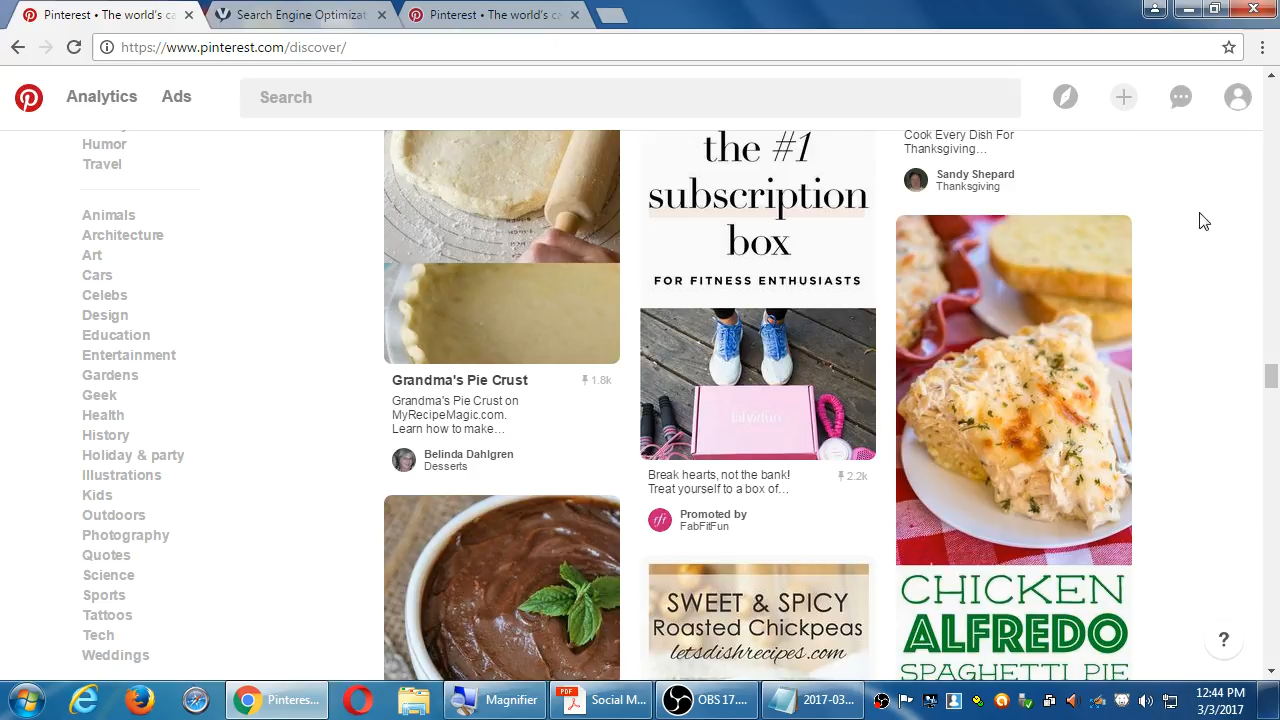 Pinterest • The world's ca
Search Engine Optimizat
Pinterest • The world's ca
https://www.pinterest.com/discover/
Analytics
Ads
Search
Humor
Travel
Animals
Architecture
Art
Cars
Celebs
Design
Education
Entertainment
Gardens
Geek
Health
History
Holiday & party
Illustrations
Kids
Outdoors
Photography
Quotes
Science
Sports
Tattoos
Tech
Weddings
Grandma's Pie Crust
1.8k
Grandma's Pie Crust on
MyRecipeMagic.com.
Learn how to make…
Belinda Dahlgren
Desserts
the #1
subscription
box
FOR FITNESS ENTHUSIASTS
fabfitfun
Break hearts, not the bank!
2.2k
Treat yourself to a box of…
fff
Promoted by
FabFitFun
SWEET & SPICY
Roasted Chickpeas
letsdishrecipes.com
Cook Every Dish For
Thanksgiving…
Sandy Shepard
Thanksgiving
CHICKEN
ALFREDO
SPAGHETTI PIE
?
Pinteres...
Magnifier
PDF
Social M...
OBS 17....
2017-03...
12:44 PM
3/3/2017